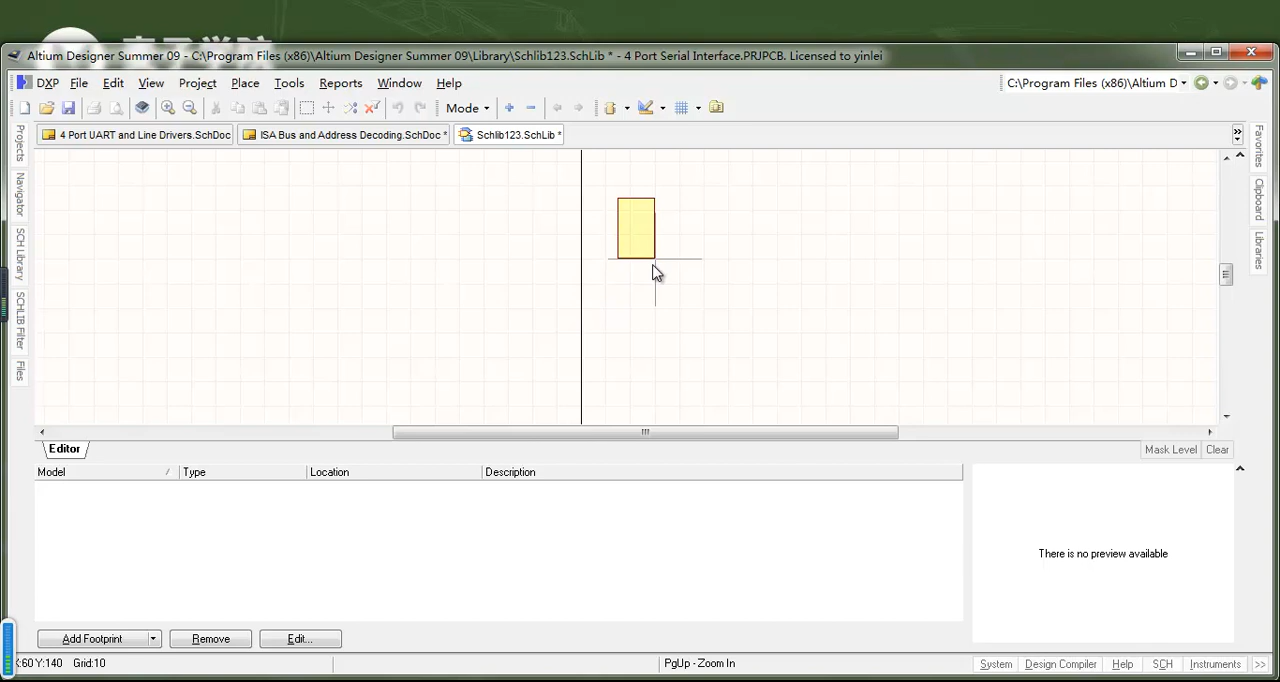 Altium Designer Summer 09 - C:\Program Files (x86)\Altium Designer Summer 09\Library\Schlib123.SchLib * - 4 Port Serial Interface.PRJPCB. Licensed to yinlei
DXP File Edit View Project Place Tools Reports Window Help C:\Program Files (x86)\Altium D
Mode
4 Port UART and Line Drivers.SchDoc ISA Bus and Address Decoding.SchDoc * Schlib123.SchLib *
Projects
Navigator
SCH Library
SCHLIB Filter
Files
Favorites
Clipboard
Libraries
Editor Mask Level Clear
Model Type Location Description
There is no preview available
Add Footprint Remove Edit...
X:60 Y:140 Grid:10 PgUp - Zoom In System Design Compiler Help SCH Instruments >>